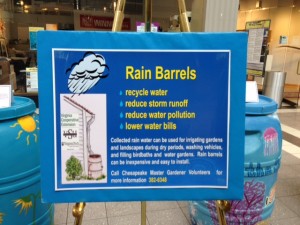 Rain Barrels
recycle water
reduce storm runoff
reduce water pollution
lower water bills
Collected rain water can be used for irrigating gardens
and landscapes during dry periods, washing vehicles,
and filling birdbaths and water gardens. Rain barrels
can be inexpensive and easy to install.
Call Chesapeake Master Gardener Volunteers for
more information 382-6348